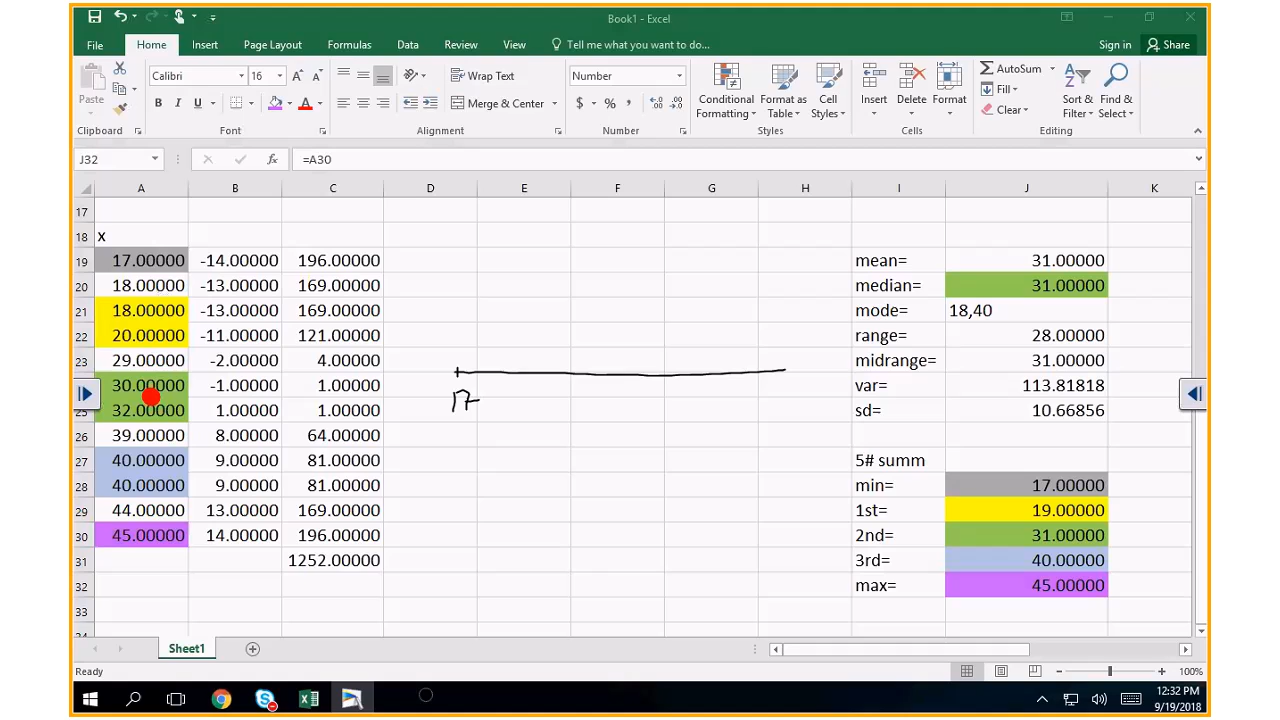 Book1 - Excel
File Home Insert Page Layout Formulas Data Review View Tell me what you want to do... Sign in Share
Paste Calibri 16 A A Wrap Text Number AutoSum
Fill
B I U A Merge & Center $ % , Conditional Formatting Format as Table Cell Styles Insert Delete Format Clear Sort & Filter Find & Select
Clipboard Font Alignment Number Styles Cells Editing
J32 fx =A30
A B C D E F G H I J K
17
18 x
19 17.00000 -14.00000 196.00000 mean= 31.00000
20 18.00000 -13.00000 169.00000 median= 31.00000
21 18.00000 -13.00000 169.00000 mode= 18,40
22 20.00000 -11.00000 121.00000 range= 28.00000
23 29.00000 -2.00000 4.00000 midrange= 31.00000
30.00000 -1.00000 1.00000 17 var= 113.81818
25 32.00000 1.00000 1.00000 sd= 10.66856
26 39.00000 8.00000 64.00000
27 40.00000 9.00000 81.00000 5# summ
28 40.00000 9.00000 81.00000 min= 17.00000
29 44.00000 13.00000 169.00000 1st= 19.00000
30 45.00000 14.00000 196.00000 2nd= 31.00000
31 1252.00000 3rd= 40.00000
32 max= 45.00000
33
Sheet1
Ready 100%
12:32 PM
9/19/2018